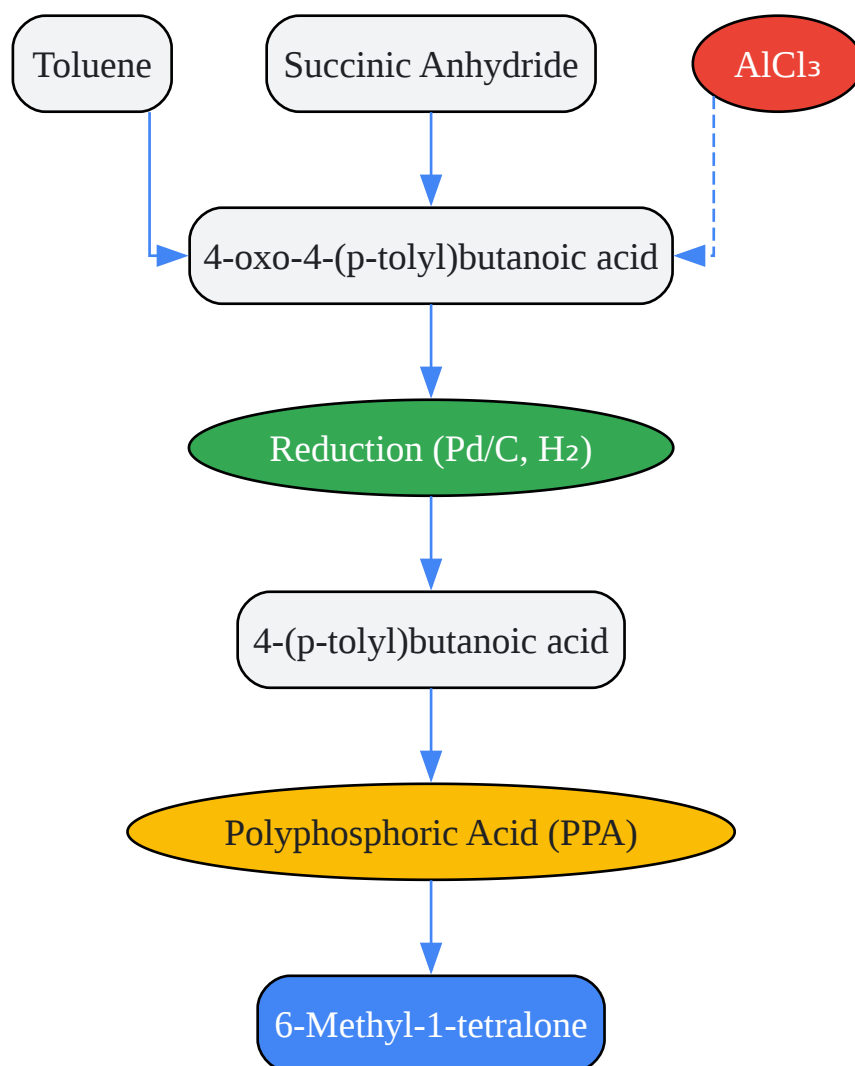 Toluene
Succinic Anhydride
AlCl₃
4-oxo-4-(p-tolyl)butanoic acid
Reduction (Pd/C, H₂)
4-(p-tolyl)butanoic acid
Polyphosphoric Acid (PPA)
6-Methyl-1-tetralone